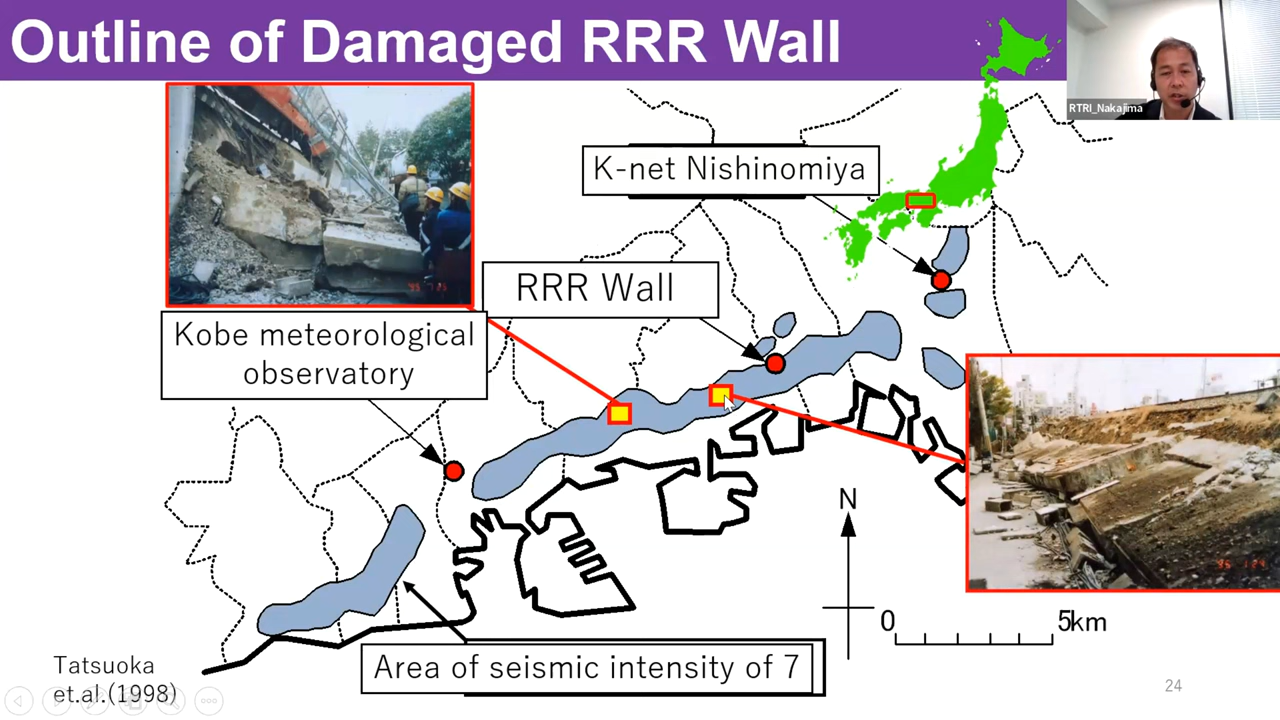 Outline of Damaged RRR Wall
RTRI_Nakajima
K-net Nishinomiya
RRR Wall
Kobe meteorological
observatory
N
0
5km
Area of seismic intensity of 7
Tatsuoka
et.al.(1998)
24